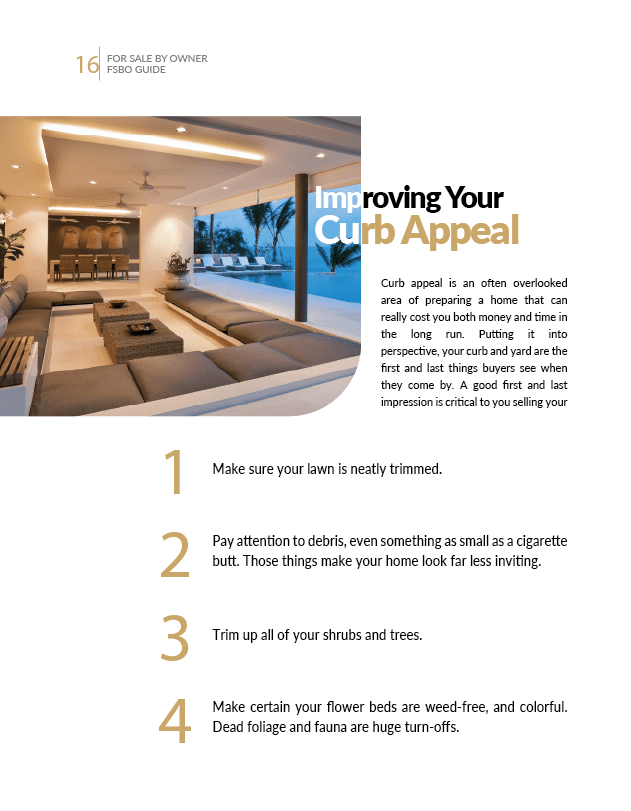 16
FOR SALE BY OWNER
FSBO GUIDE
Improving Your
Curb Appeal
Curb appeal is an often overlooked
area of preparing a home that can
really cost you both money and time in
the long run. Putting it into
perspective, your curb and yard are the
first and last things buyers see when
they come by. A good first and last
impression is critical to you selling your
1
Make sure your lawn is neatly trimmed.
2
Pay attention to debris, even something as small as a cigarette
butt. Those things make your home look far less inviting.
3
Trim up all of your shrubs and trees.
4
Make certain your flower beds are weed-free, and colorful.
Dead foliage and fauna are huge turn-offs.